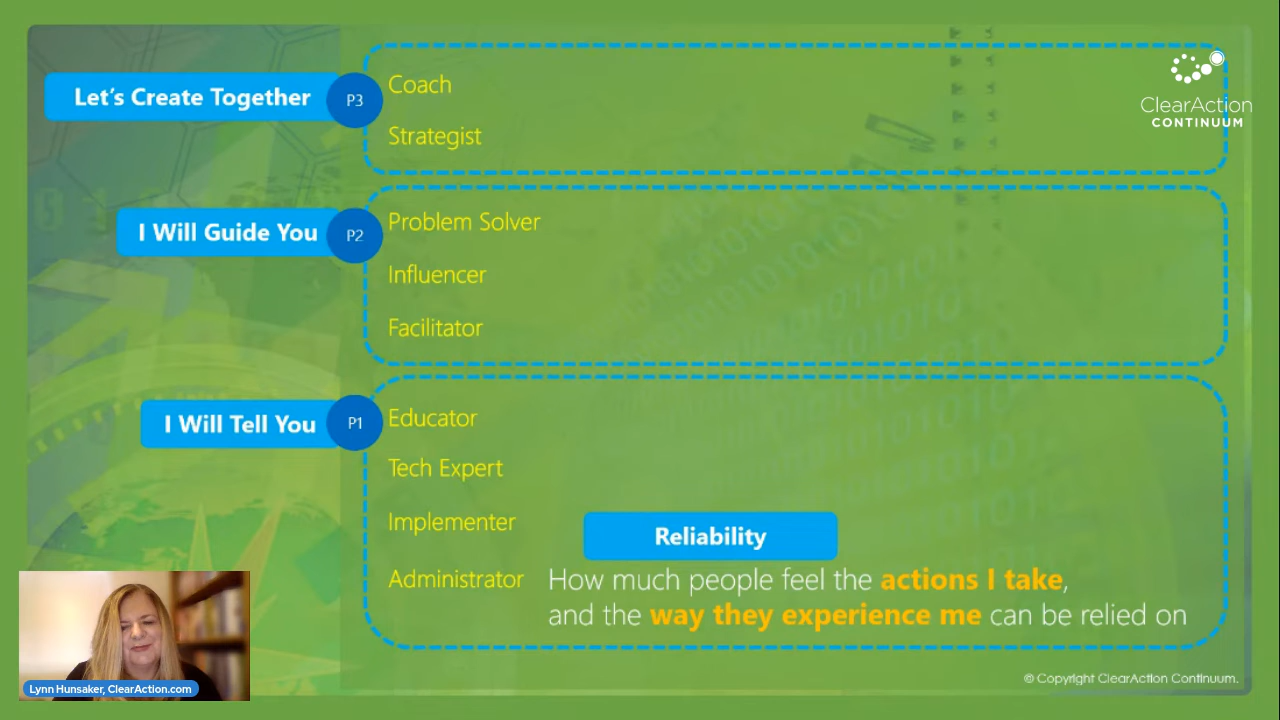 Let's Create Together
P3
Coach
Strategist
ClearAction
CONTINUUM
I Will Guide You
P2
Problem Solver
Influencer
Facilitator
I Will Tell You
P1
Educator
Tech Expert
Implementer
Administrator
Reliability
How much people feel the actions I take,
and the way they experience me can be relied on
Lynn Hunsaker, ClearAction.com
© Copyright ClearAction Continuum.